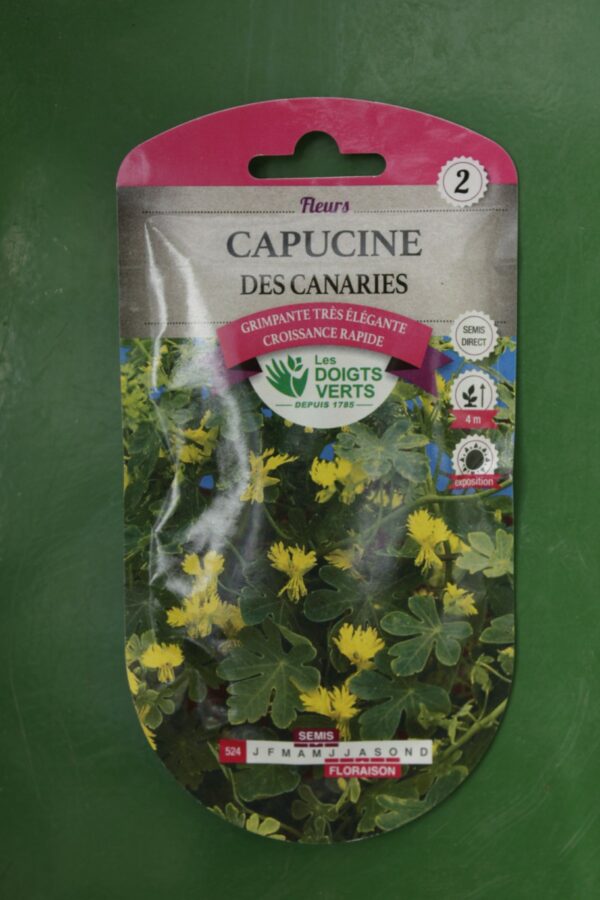 2
Fleurs
CAPUCINE
DES CANARIES
GRIMPANTE TRÈS ÉLÉGANTE
CROISSANCE RAPIDE
Les
DOIGTS
VERTS
DEPUIS 1785
SEMIS
DIRECT
4 m
exposition
SEMIS
524 J F M A M J J A S O N D
FLORAISON